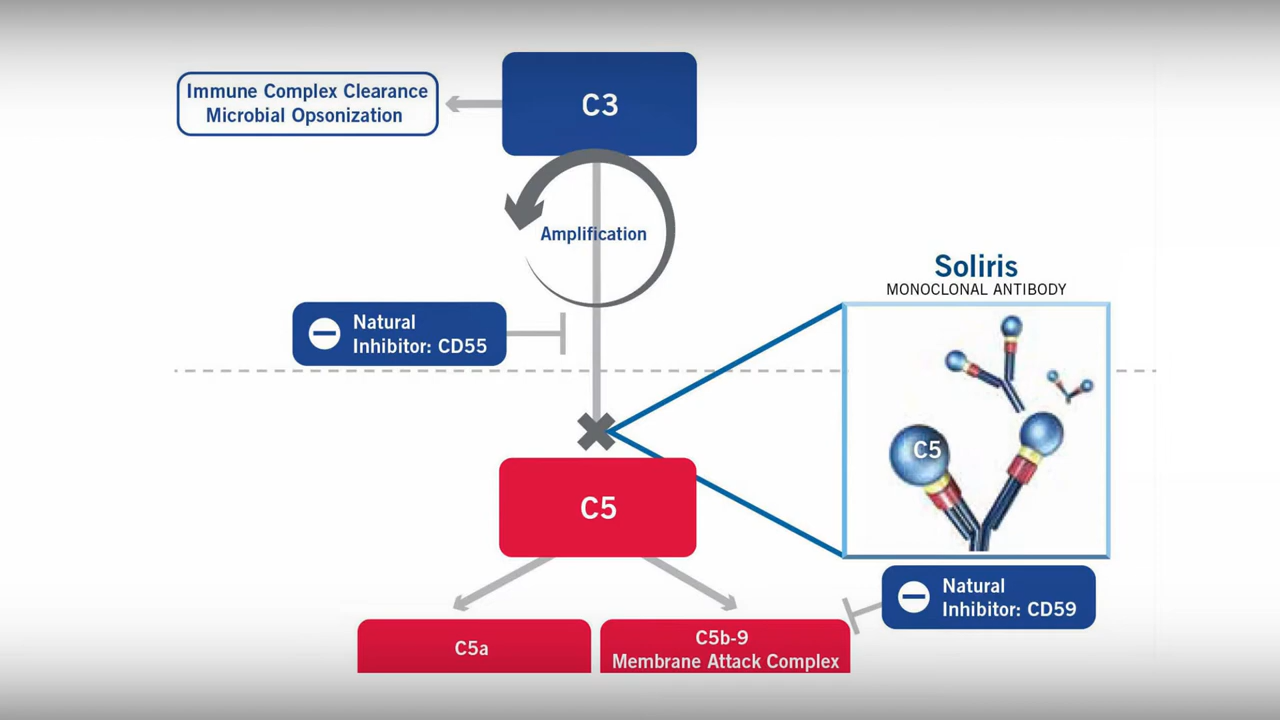 Immune Complex Clearance
Microbial Opsonization
C3
Amplification
Natural
Inhibitor: CD55
Soliris
MONOCLONAL ANTIBODY
C5
C5
Natural
Inhibitor: CD59
C5a
C5b-9
Membrane Attack Complex